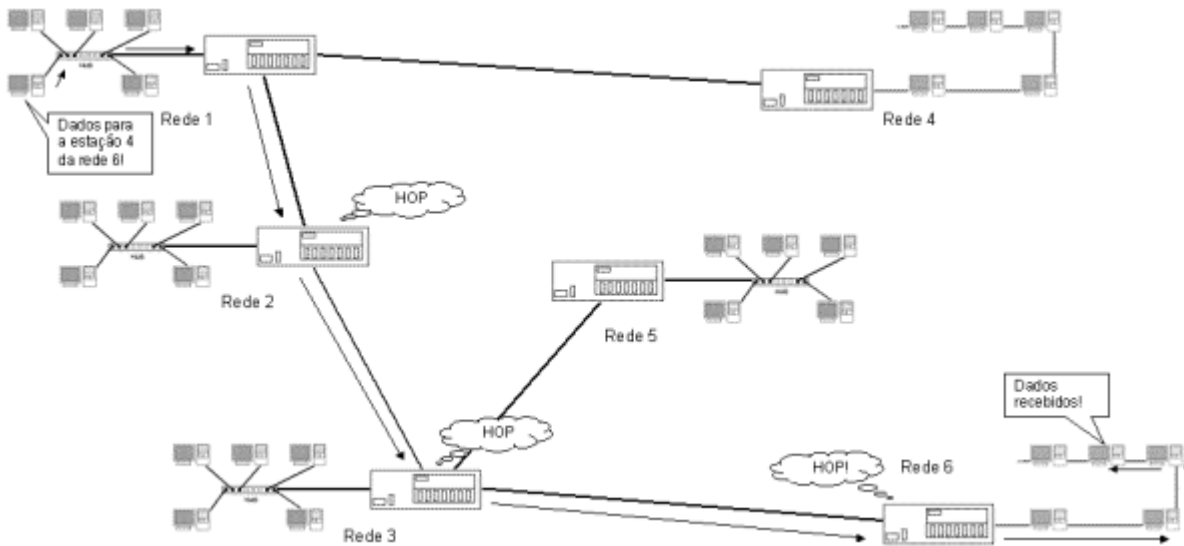 Rede 1
Rede 4
Dados para
a estação 4
da rede 6!
HOP
Rede 2
Rede 5
Dados
recebidos!
HOP
HOP!
Rede 6
Rede 3